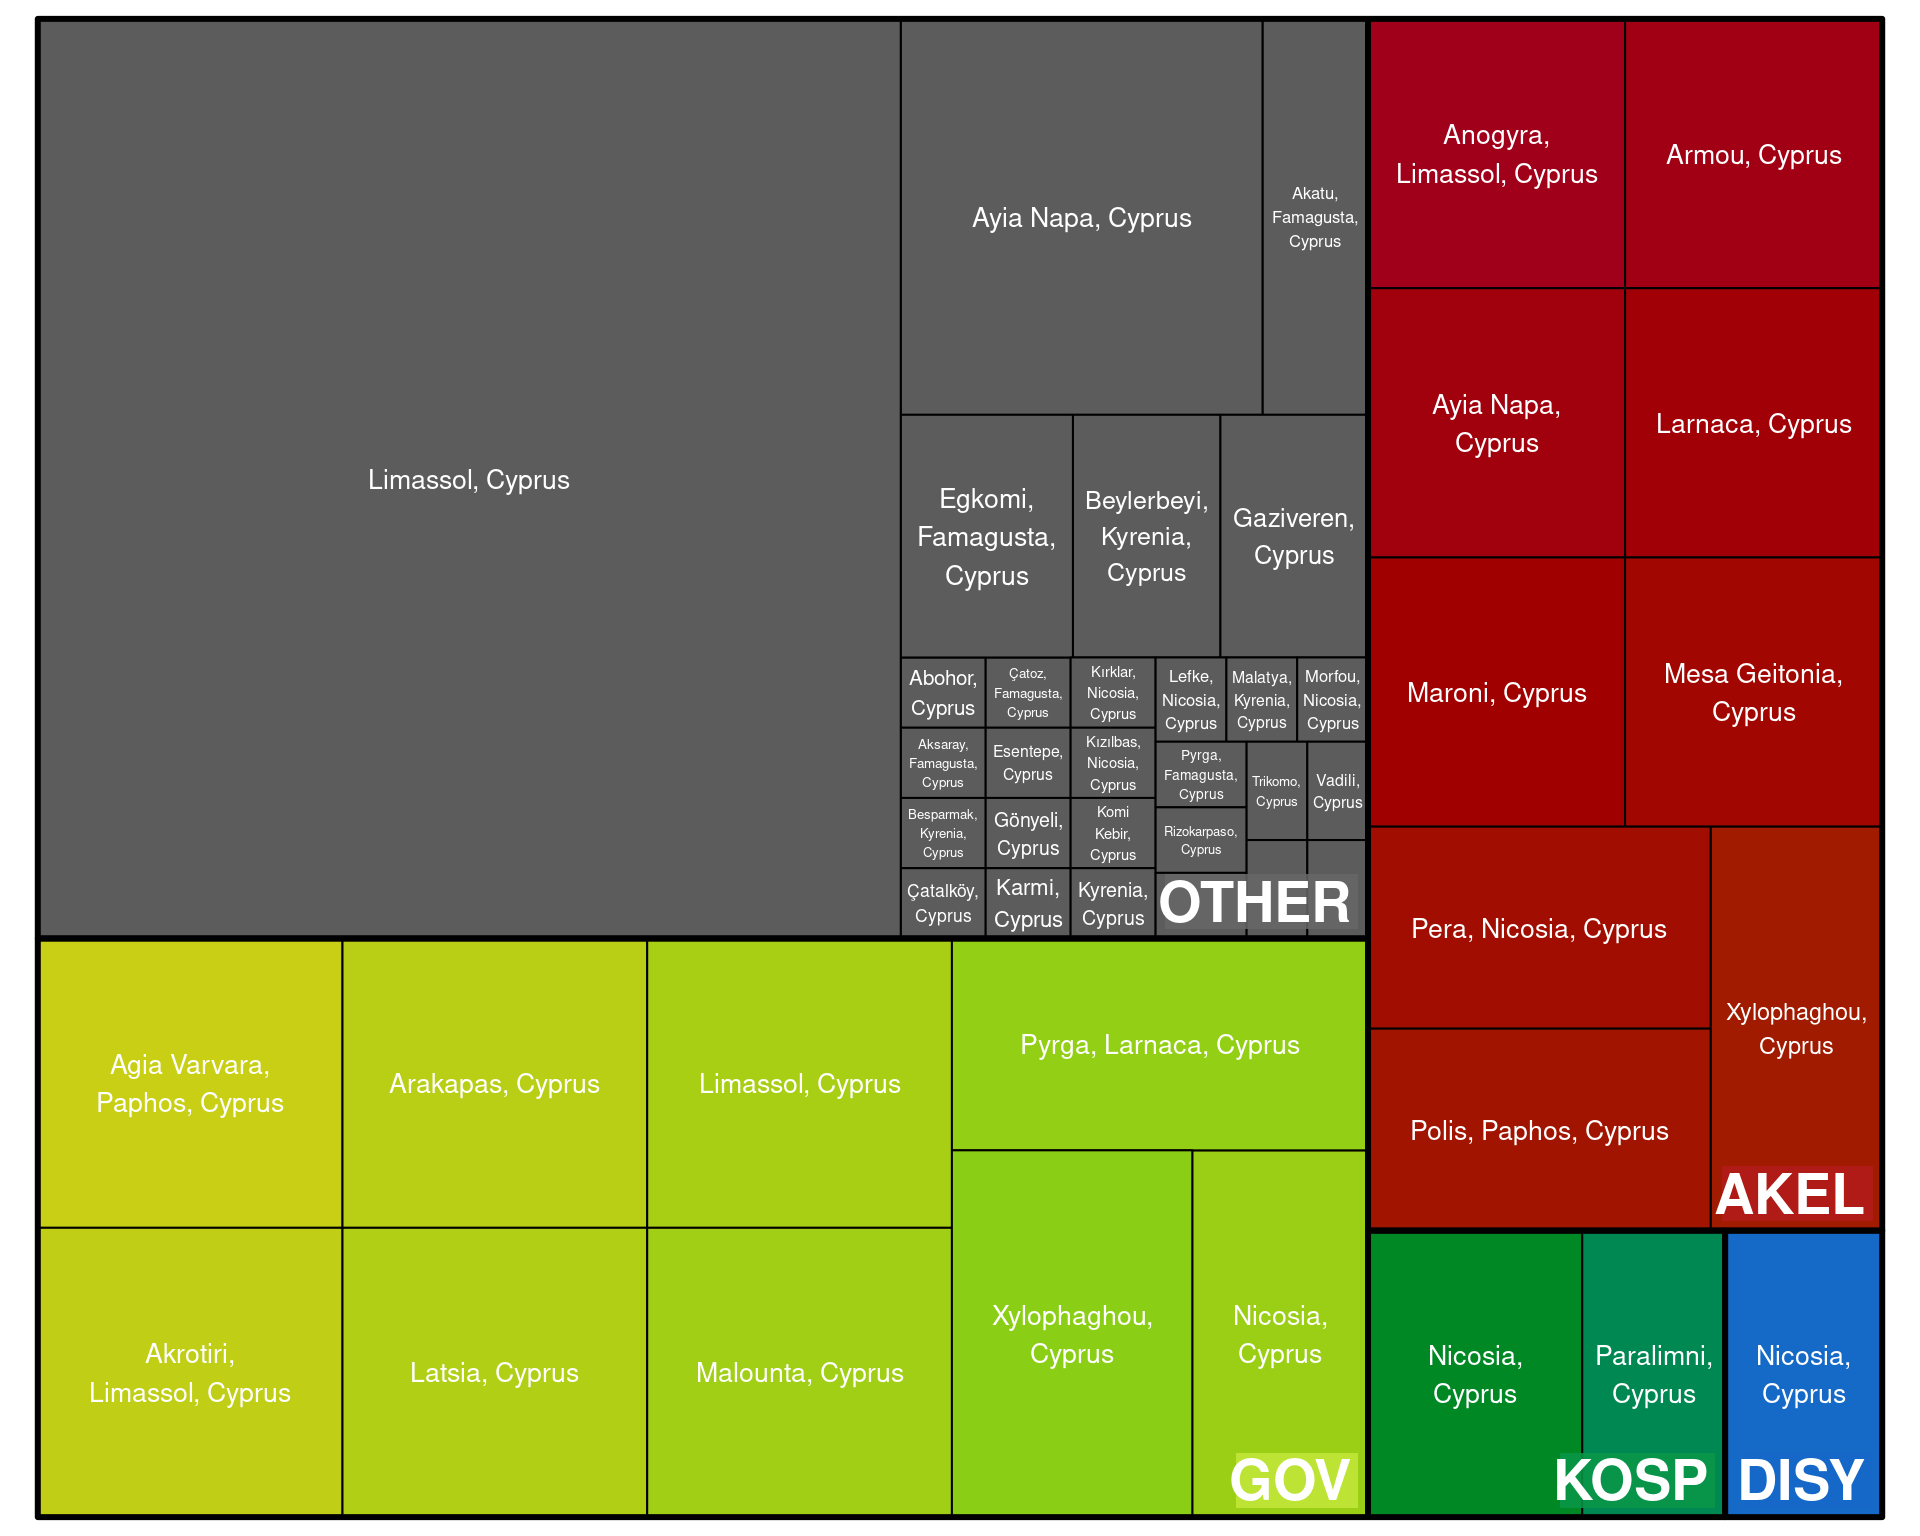 Limassol, Cyprus
Ayia Napa, Cyprus
Akatu,
Famagusta,
Cyprus
Egkomi,
Famagusta,
Cyprus
Beylerbeyi,
Kyrenia,
Cyprus
Gaziveren,
Cyprus
Abohor,
Cyprus
Çatoz,
Famagusta,
Cyprus
Kırklar,
Nicosia,
Cyprus
Lefke,
Nicosia,
Cyprus
Malatya,
Kyrenia,
Cyprus
Morfou,
Nicosia,
Cyprus
Aksaray,
Famagusta,
Cyprus
Esentepe,
Cyprus
Kızılbas,
Nicosia,
Cyprus
Pyrga,
Famagusta,
Cyprus
Trikomo,
Cyprus
Vadili,
Cyprus
Besparmak,
Kyrenia,
Cyprus
Gönyeli,
Cyprus
Komi
Kebir,
Cyprus
Rizokarpaso,
Cyprus
Çatalköy,
Cyprus
Karmi,
Cyprus
Kyrenia,
Cyprus
OTHER
Anogyra,
Limassol, Cyprus
Armou, Cyprus
Ayia Napa,
Cyprus
Larnaca, Cyprus
Maroni, Cyprus
Mesa Geitonia,
Cyprus
Pera, Nicosia, Cyprus
Xylophaghou,
Cyprus
Polis, Paphos, Cyprus
AKEL
Agia Varvara,
Paphos, Cyprus
Arakapas, Cyprus
Limassol, Cyprus
Pyrga, Larnaca, Cyprus
Akrotiri,
Limassol, Cyprus
Latsia, Cyprus
Malounta, Cyprus
Xylophaghou,
Cyprus
Nicosia,
Cyprus
GOV
Nicosia,
Cyprus
Paralimni,
Cyprus
KOSP
Nicosia,
Cyprus
DISY